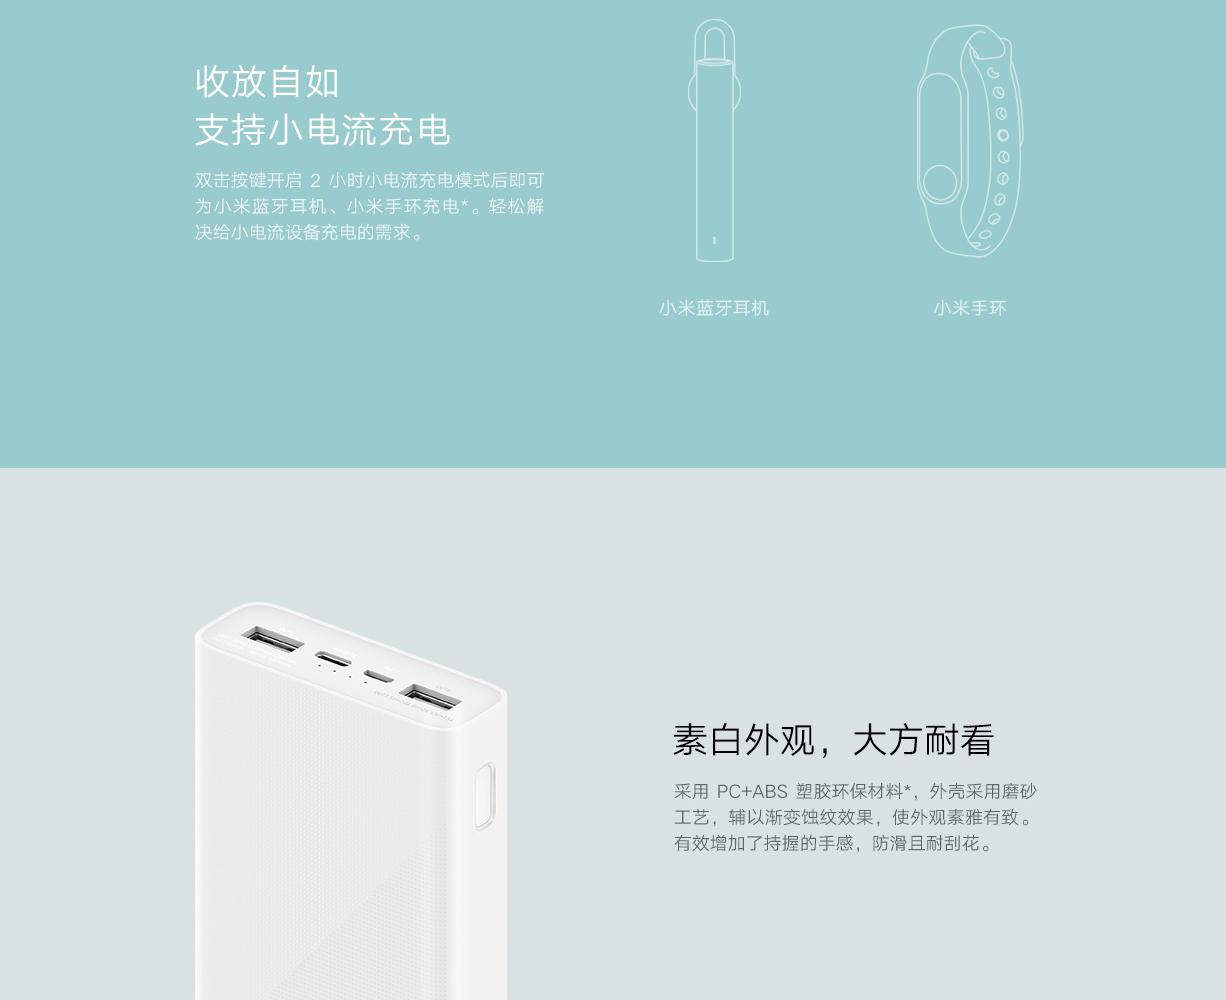 收放自如
支持小电流充电
双击按键开启 2 小时小电流充电模式后即可
为小米蓝牙耳机、小米手环充电*。轻松解
决给小电流设备充电的需求。
小米蓝牙耳机
小米手环
素白外观，大方耐看
采用 PC+ABS 塑胶环保材料*，外壳采用磨砂
工艺，辅以渐变蚀纹效果，使外观素雅有致。
有效增加了持握的手感，防滑且耐刮花。